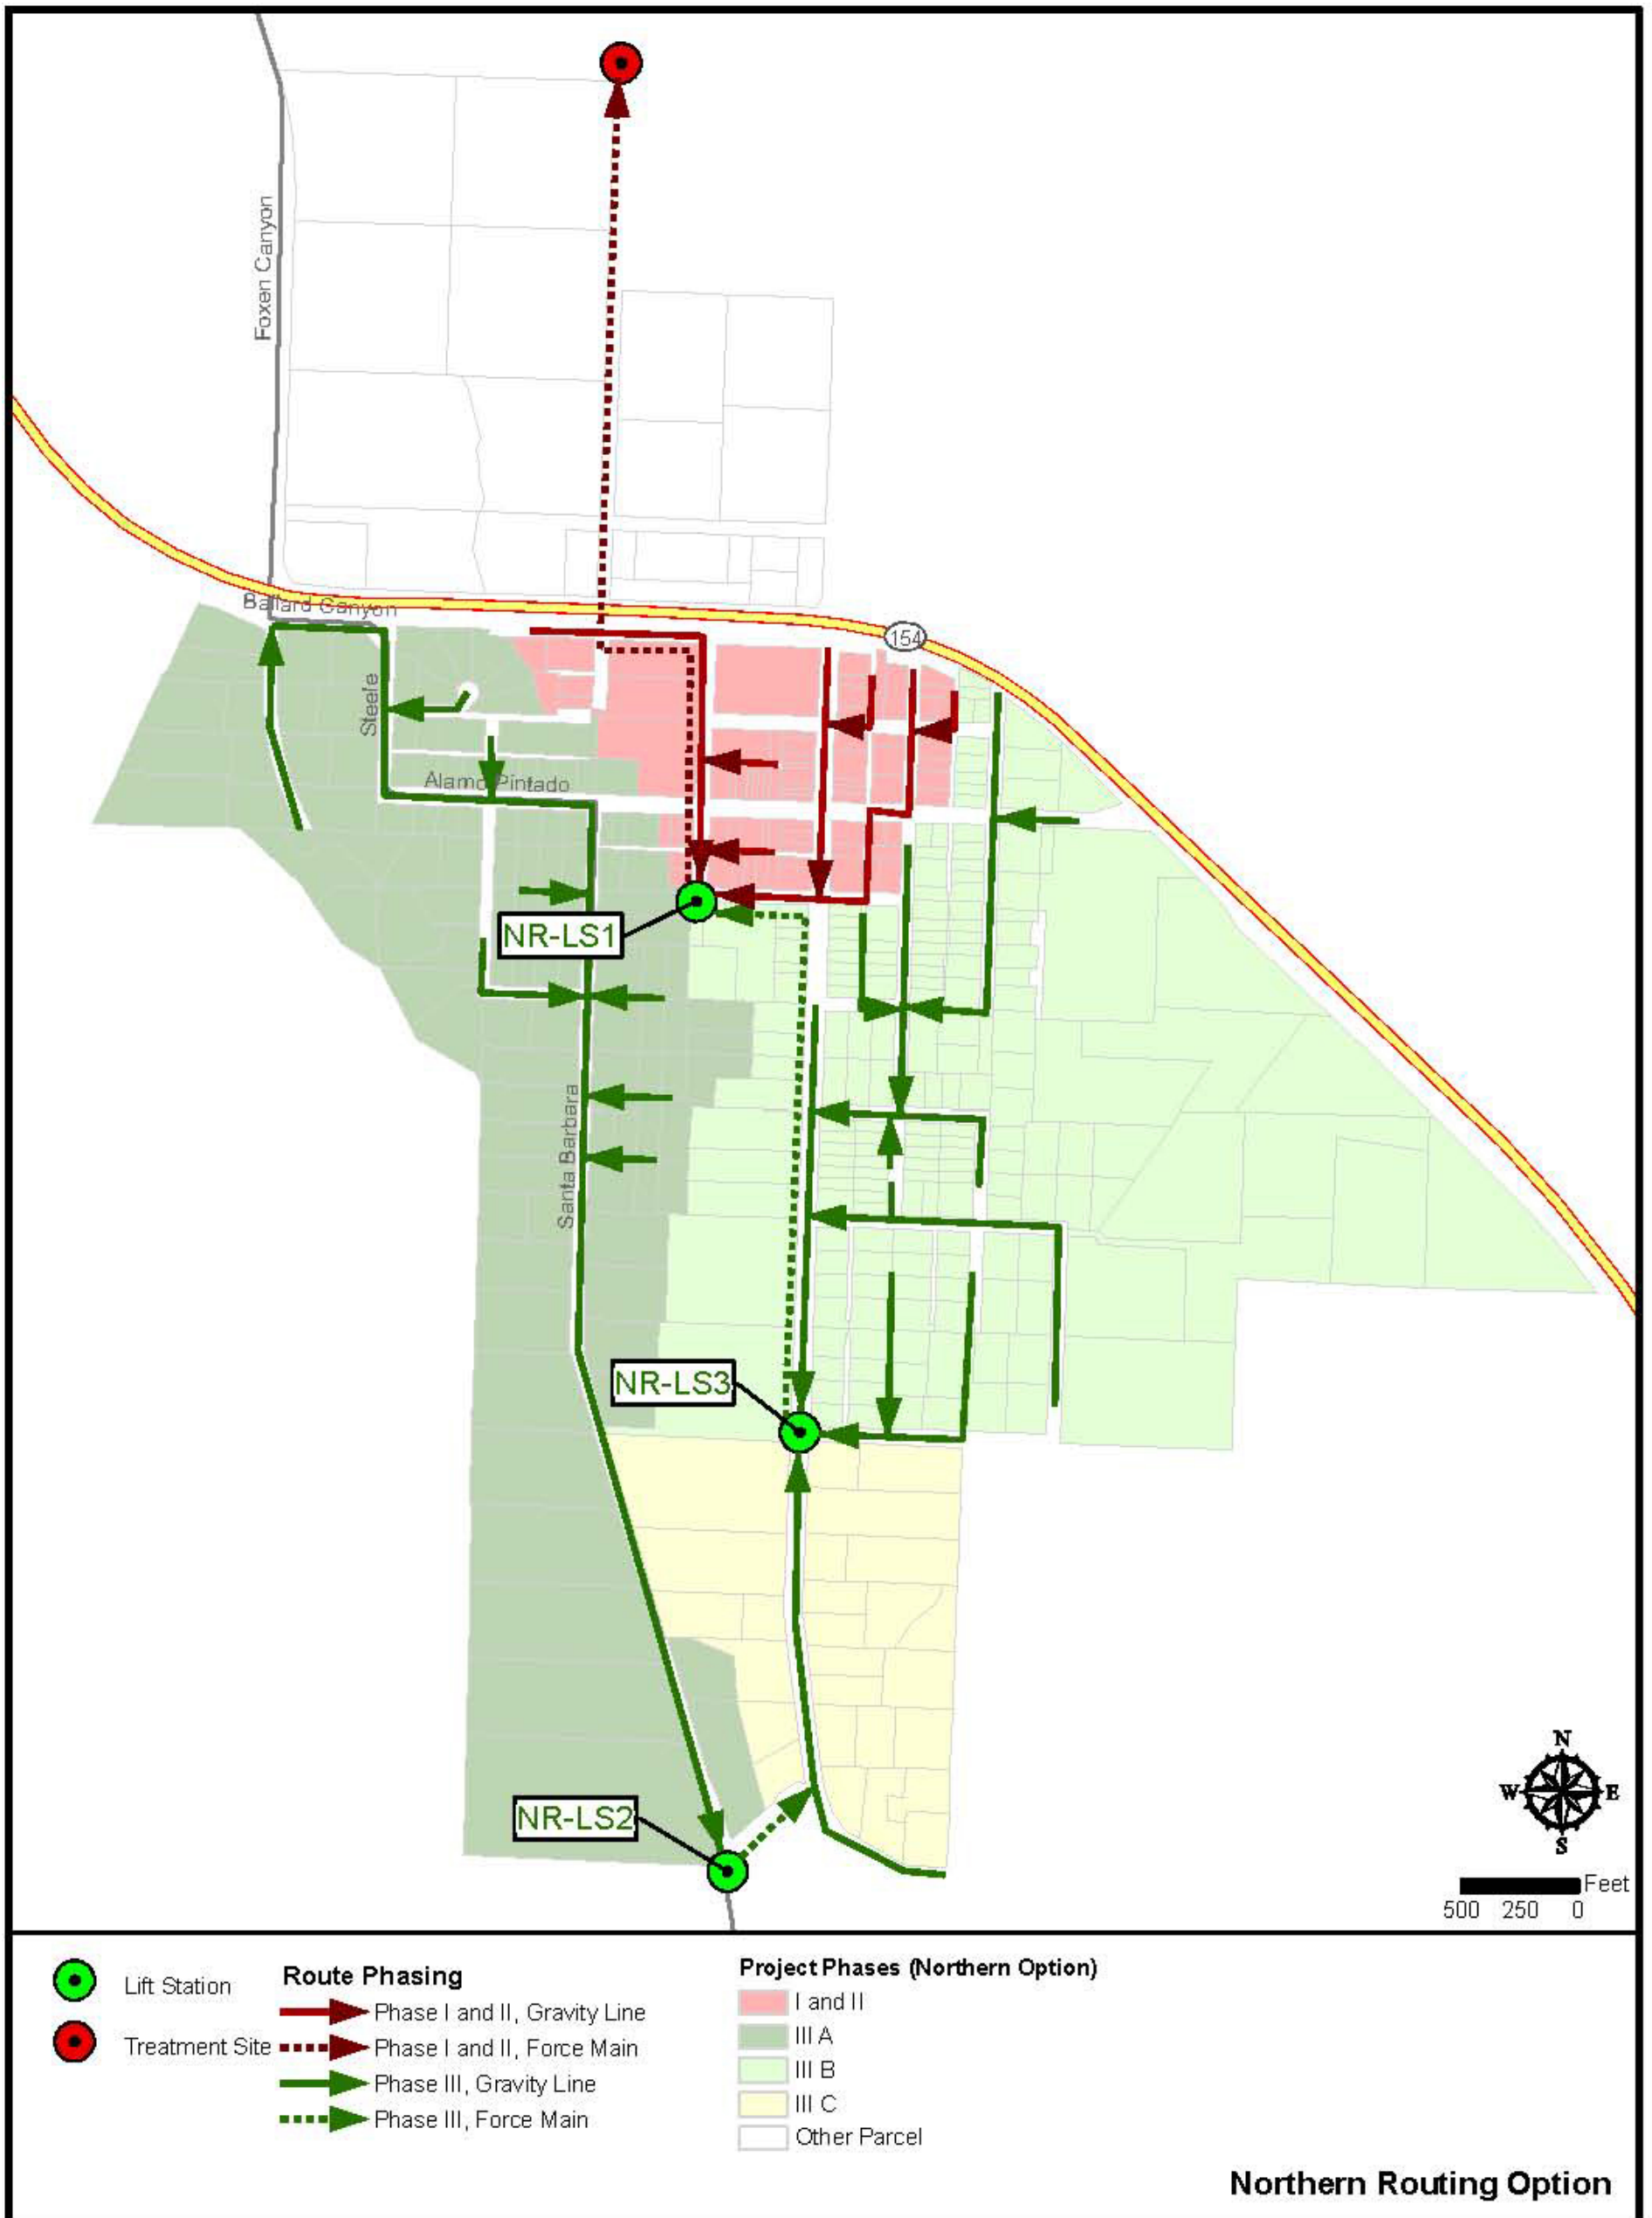 Foxen Canyon
Ballard Canyon
154
Steele
Alamo Pintado
NR-LS1
Santa Barbara
NR-LS3
NR-LS2
N
W E
S
Feet
500 250 0
Lift Station
Treatment Site
Route Phasing
Phase I and II, Gravity Line
Phase I and II, Force Main
Phase III, Gravity Line
Phase III, Force Main
Project Phases (Northern Option)
I and II
III A
III B
III C
Other Parcel
Northern Routing Option